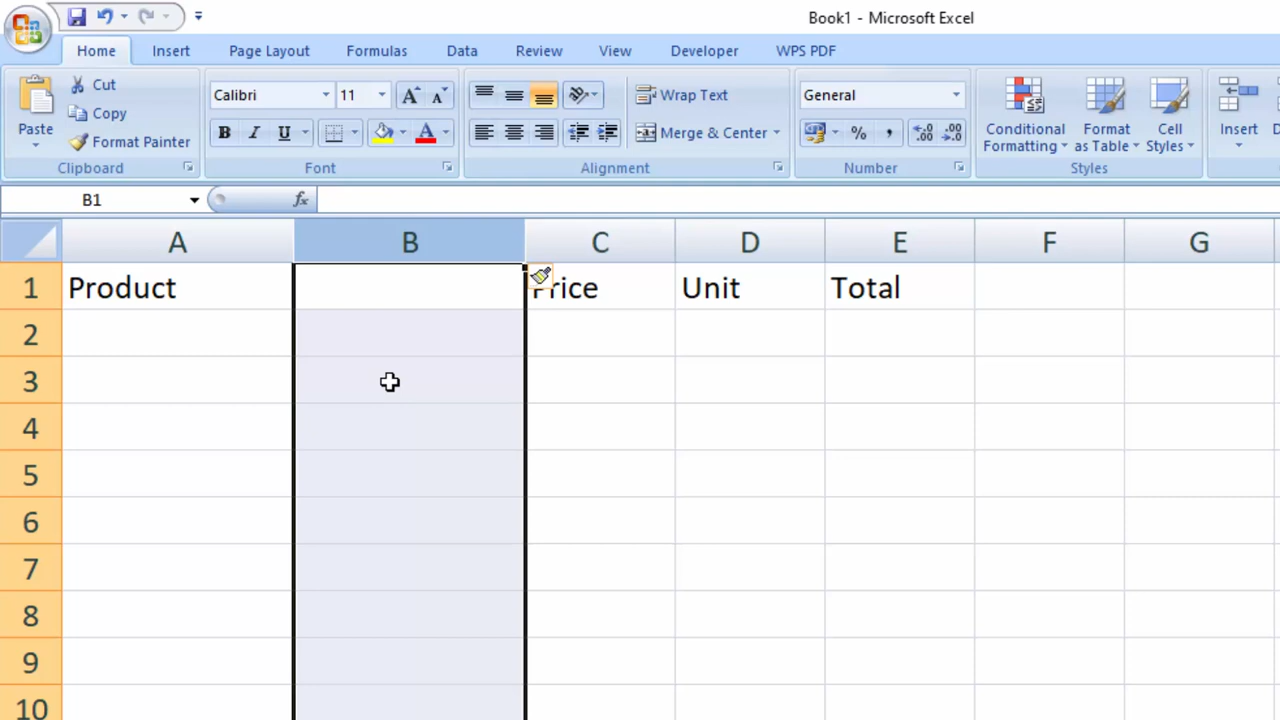 Book1 - Microsoft Excel
Home Insert Page Layout Formulas Data Review View Developer WPS PDF
Paste
Cut
Copy
Format Painter
Clipboard
Calibri 11
B I U
Font
Wrap Text
Merge & Center
Alignment
General
% ,
Number
Conditional Formatting
Format as Table
Cell Styles
Styles
Insert
B1 fx
A B C D E F G
1 Product Price Unit Total
2
3
4
5
6
7
8
9
10